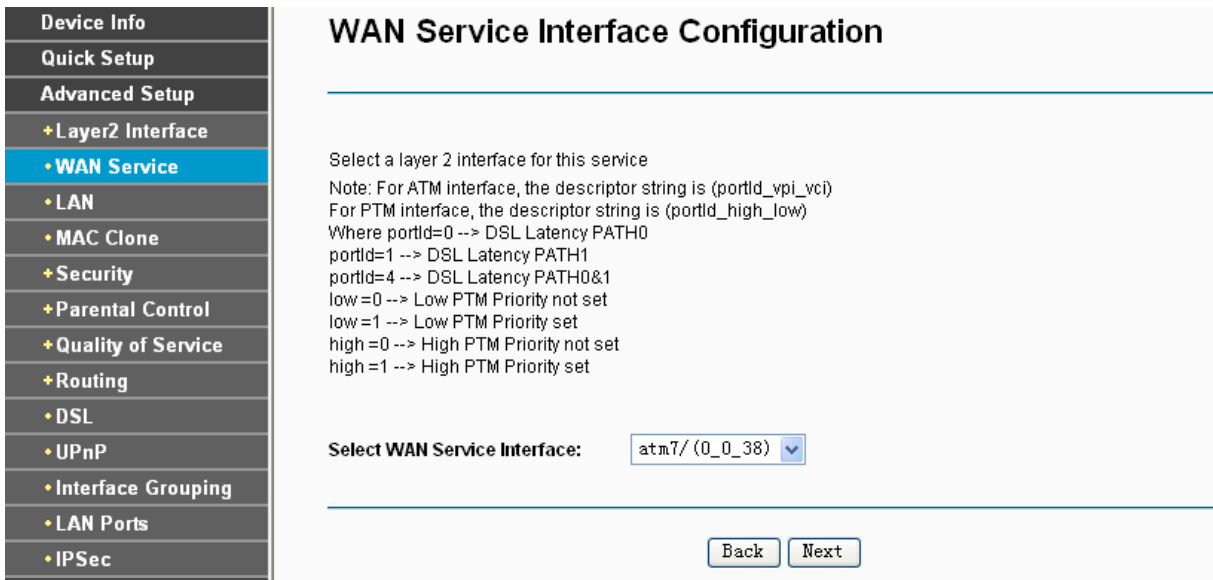 Device Info
Quick Setup
Advanced Setup
+Layer2 Interface
•WAN Service
•LAN
•MAC Clone
+Security
+Parental Control
+Quality of Service
+Routing
•DSL
•UPnP
•Interface Grouping
•LAN Ports
•IPSec
WAN Service Interface Configuration
Select a layer 2 interface for this service
Note: For ATM interface, the descriptor string is (portId_vpi_vci)
For PTM interface, the descriptor string is (portId_high_low)
Where portId=0 --> DSL Latency PATH0
portId=1 --> DSL Latency PATH1
portId=4 --> DSL Latency PATH0&1
low =0 --> Low PTM Priority not set
low =1 --> Low PTM Priority set
high =0 --> High PTM Priority not set
high =1 --> High PTM Priority set
Select WAN Service Interface: atm7/(0_0_38)
Back Next